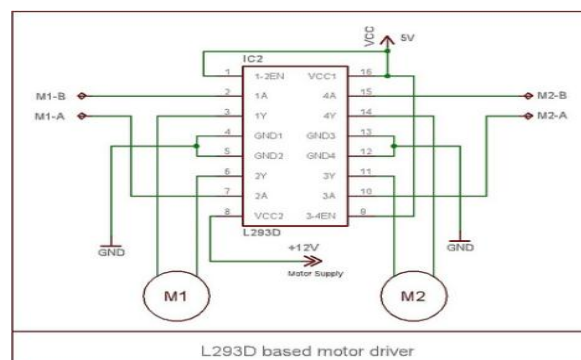 VCC
5V
IC2
1 1-2EN VCC1 16
M1-B 2 1A 4A 15 M2-B
M1-A 3 1Y 4Y 14 M2-A
4 GND1 GND3 13
5 GND2 GND4 12
6 2Y 3Y 11
7 2A 3A 10
8 VCC2 3-4EN 9
L293D
GND
+12V
Motor Supply
GND
M1
M2
L293D based motor driver